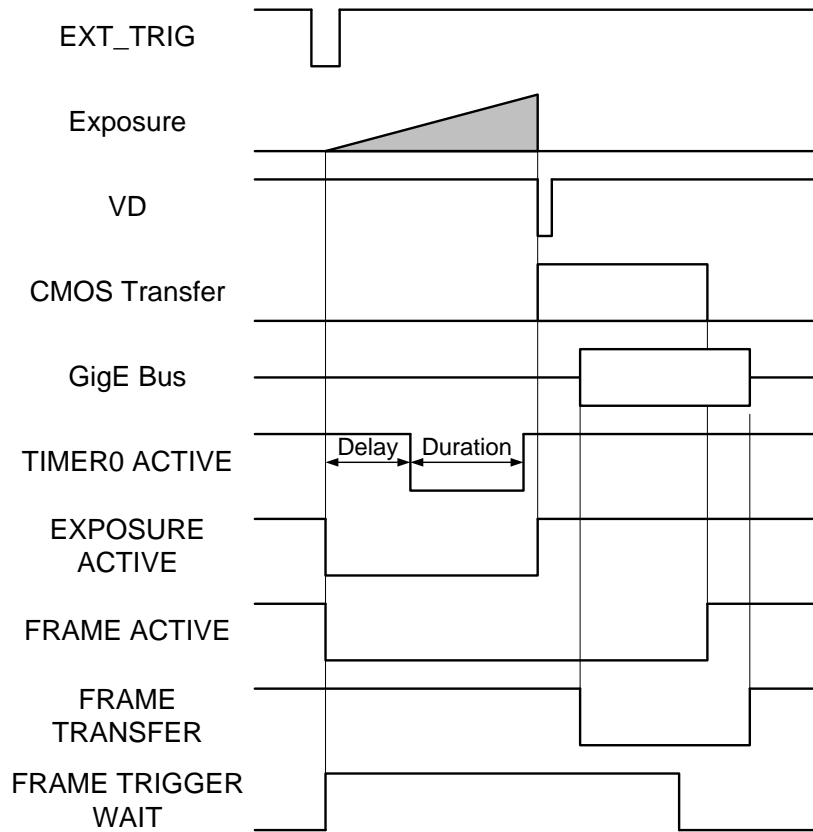 EXT_TRIG
Exposure
VD
CMOS Transfer
GigE Bus
TIMER0 ACTIVE
Delay
Duration
EXPOSURE
ACTIVE
FRAME ACTIVE
FRAME
TRANSFER
FRAME TRIGGER
WAIT